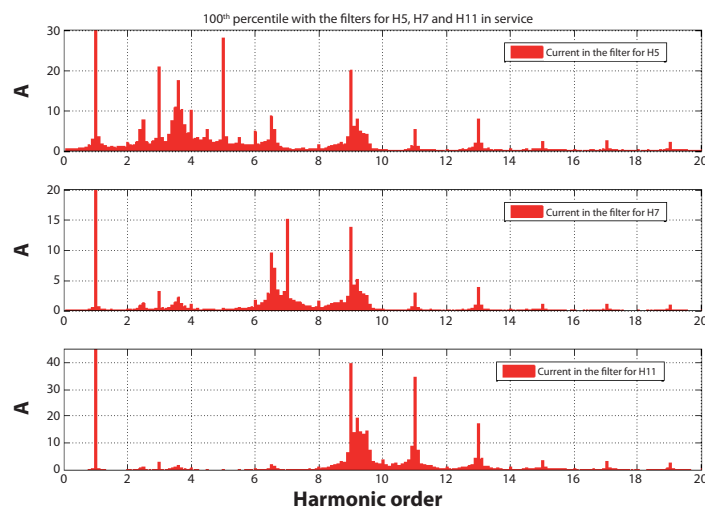 100th percentile with the filters for H5, H7 and H11 in service
30
20
10
0
A
Current in the filter for H5
0 2 4 6 8 10 12 14 16 18 20
20
15
10
5
0
A
Current in the filter for H7
0 2 4 6 8 10 12 14 16 18 20
40
30
20
10
0
A
Current in the filter for H11
0 2 4 6 8 10 12 14 16 18 20
Harmonic order